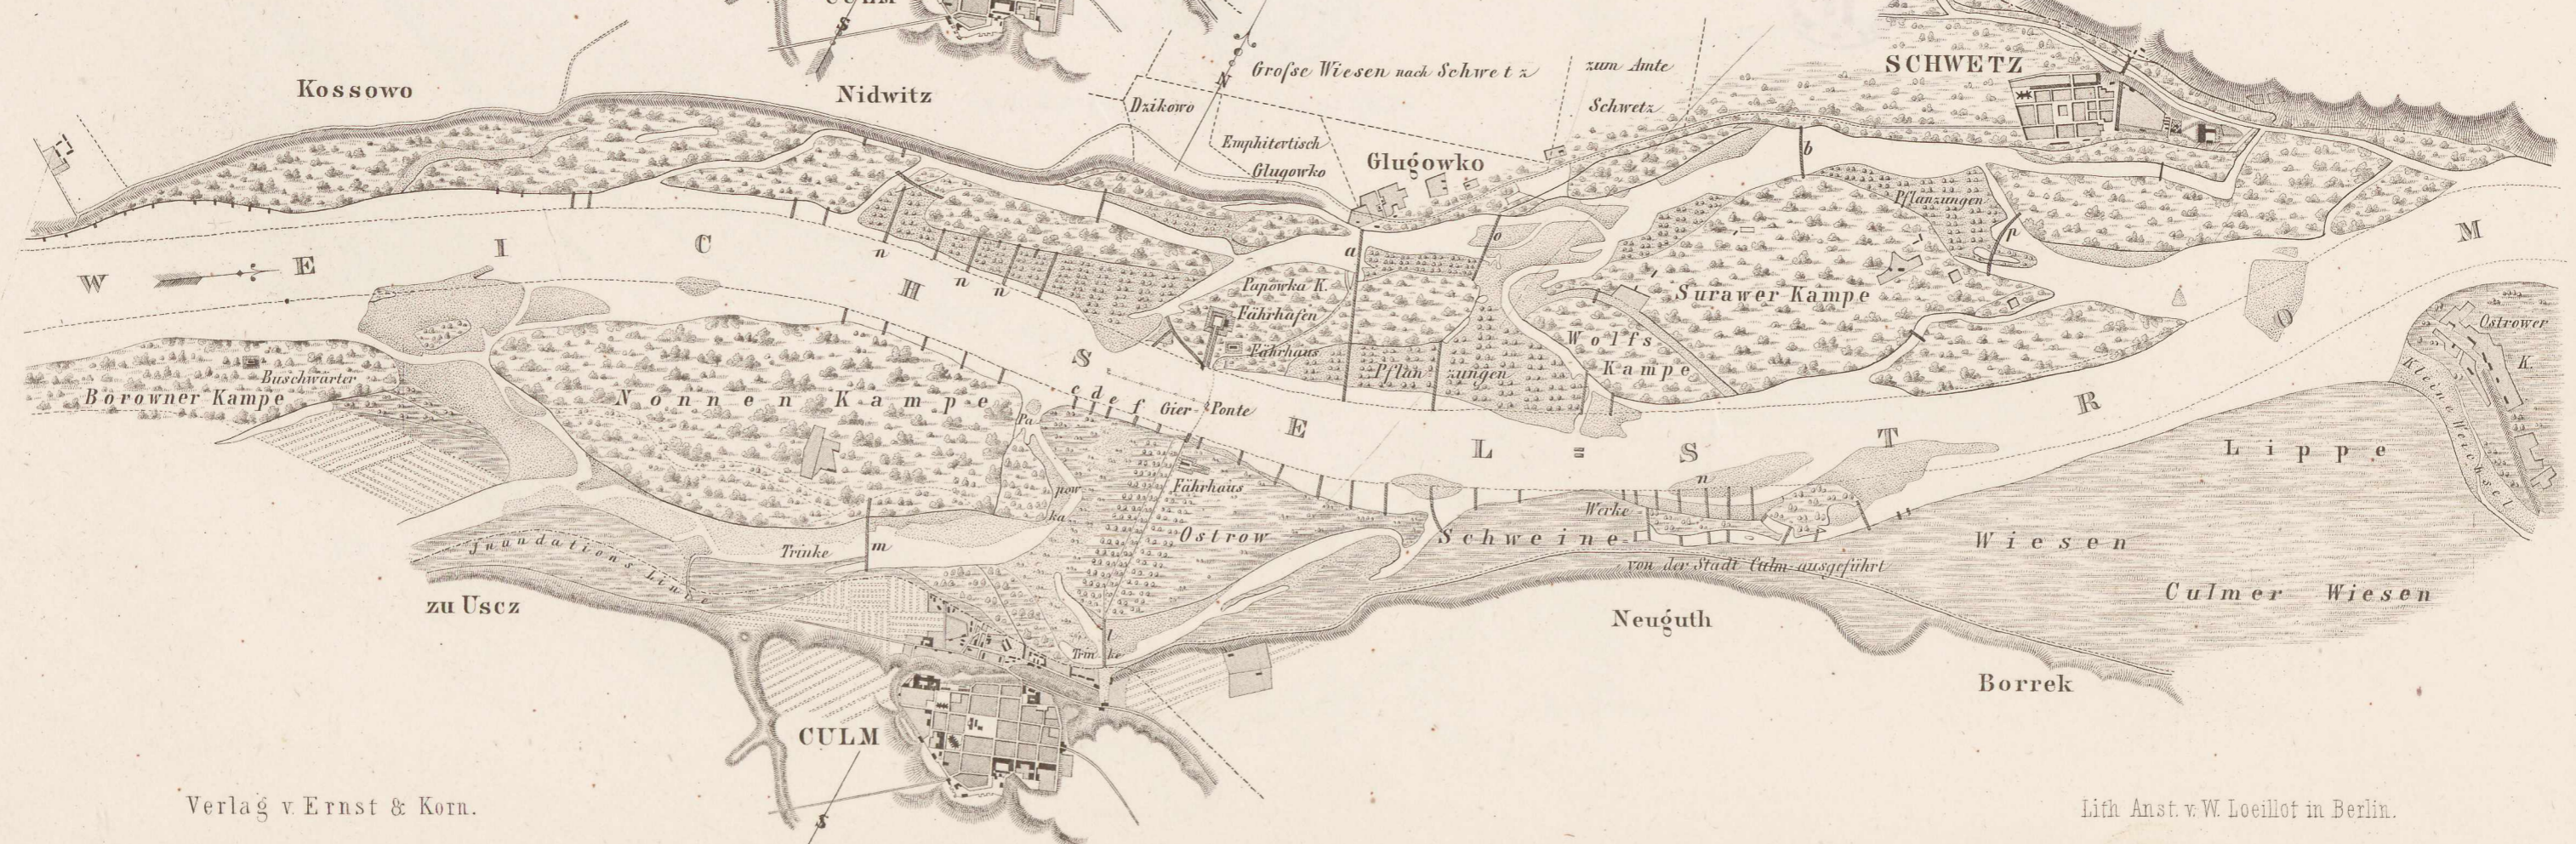 CULM
S
N
Grofse Wiesen nach Schwetz
zum Amte
Schwetz
SCHWETZ
Kossowo
Nidwitz
Dzikowo
Emphitevtisch
Glugowko
Glugowko
b
Pflanzungen
p
a
o
W E I C H S E L = S T R O M
n
n
n
Papowka K.
Fährhafen
Fährhaus
Surawer Kampe
Wolfs
Kampe
Pflanzungen
Ostrower
K.
Kleine Weichsel
Buschwärter
Borowner Kampe
Nonnen Kampe
c d e f
Gier-Ponte
Papowka
Fährhaus
Ostrow
Lippe
n
Werke
Schweine-
Wiesen
von der Stadt Culm ausgeführt
Inundations Linie
Trinke
m
zu Uscz
Culmer Wiesen
Neuguth
l
Trinke
Borrek
CULM
S
Verlag v. Ernst & Korn.
Lith Anst. v. W. Loeillot in Berlin.